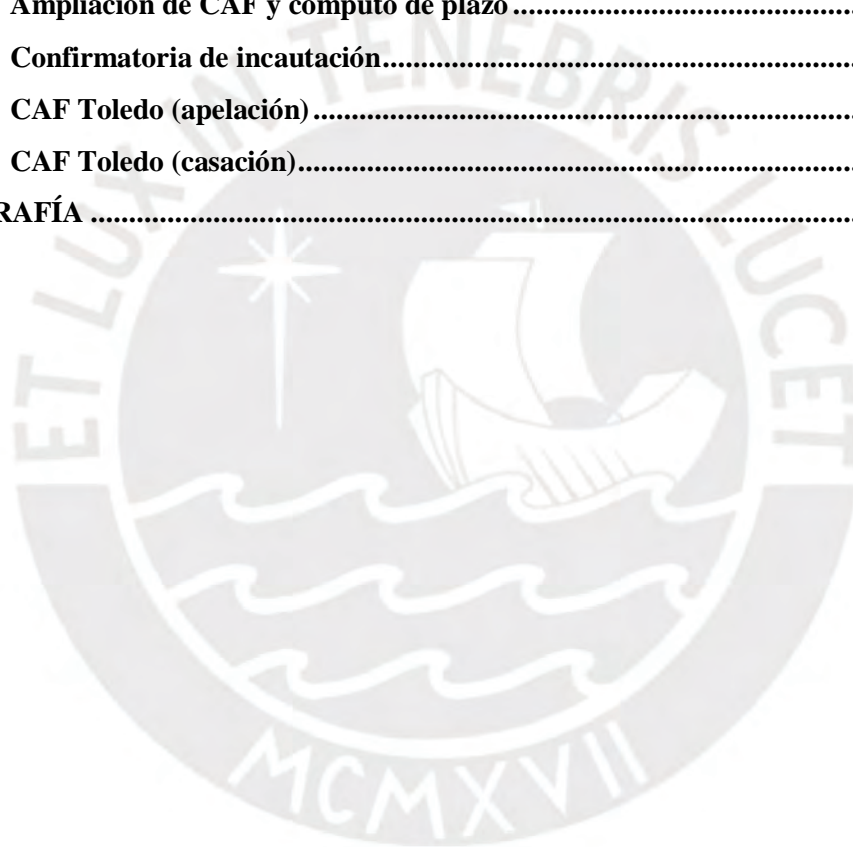 Ampliación de CAF y cómputo de plazo ....................................................
Confirmatoria de incautación........................................................................
CAF Toledo (apelación) ..................................................................................
CAF Toledo (casación)....................................................................................
RAFÍA ..............................................................................................................
ET LUX IN TENEBRIS LUCET
MCMXVII